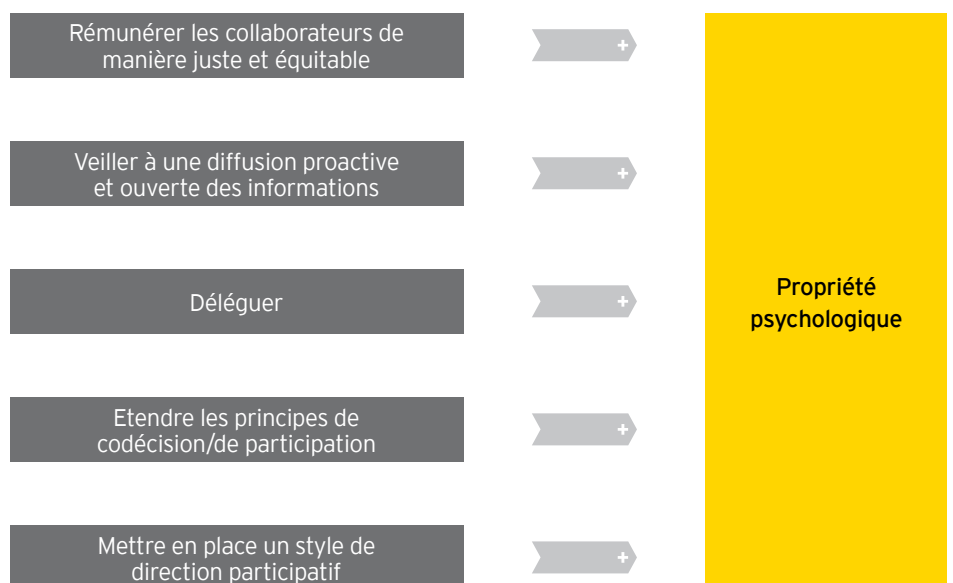 Rémunérer les collaborateurs de
manière juste et équitable
+
Veiller à une diffusion proactive
et ouverte des informations
+
Déléguer
+
Propriété
psychologique
Etendre les principes de
codécision/de participation
+
Mettre en place un style de
direction participatif
+